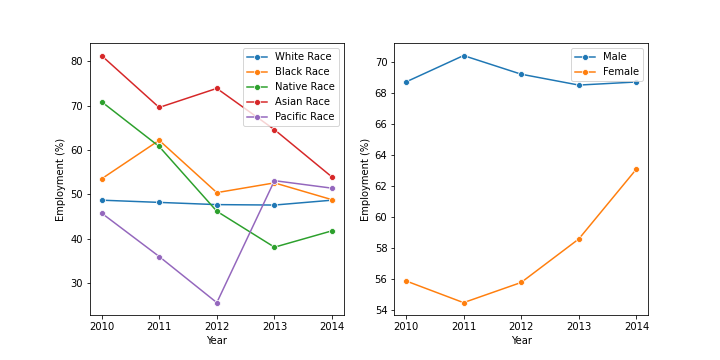 80
70
60
50
40
30
Employment (%)
2010 2011 2012 2013 2014
Year
White Race
Black Race
Native Race
Asian Race
Pacific Race
70
68
66
64
62
60
58
56
54
Employment (%)
2010 2011 2012 2013 2014
Year
Male
Female